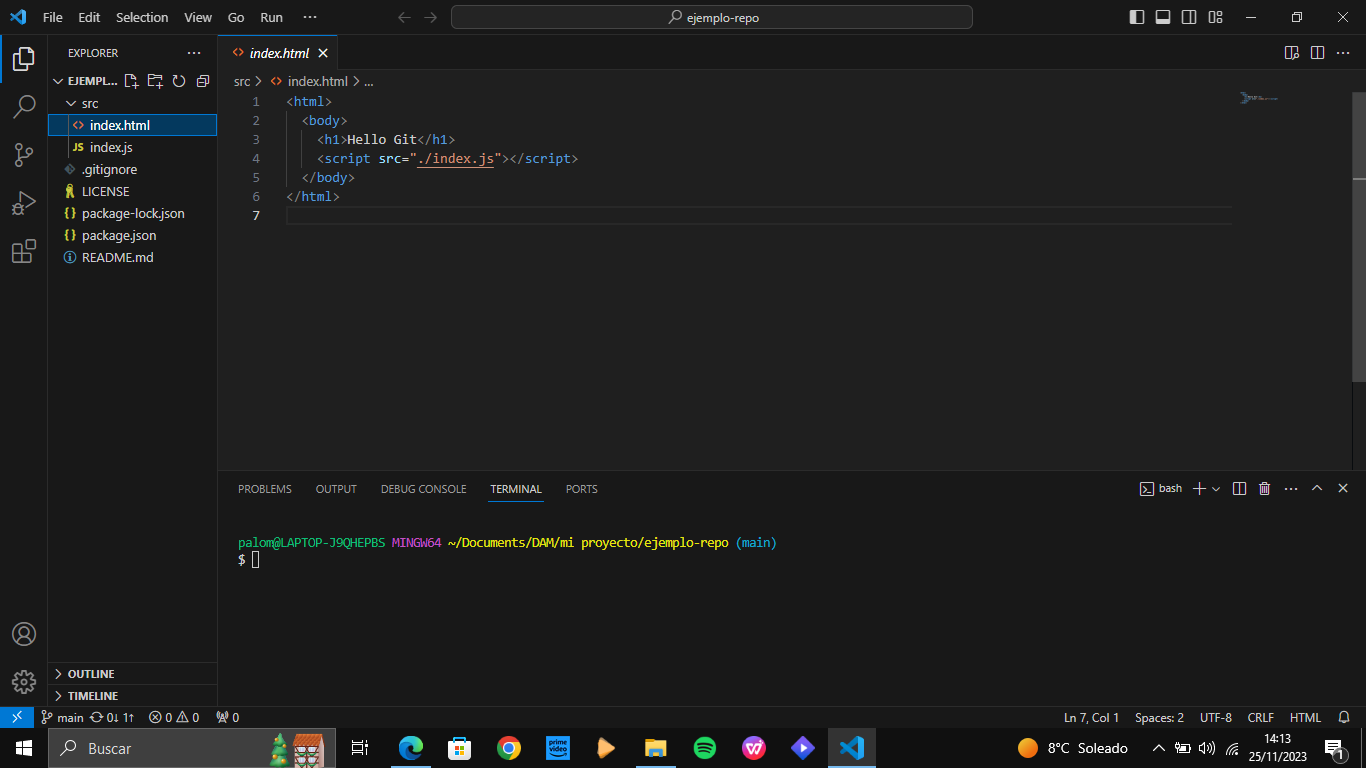 File Edit Selection View Go Run ···
ejemplo-repo
EXPLORER
EJEMPL...
src
index.html
index.js
.gitignore
LICENSE
package-lock.json
package.json
README.md
OUTLINE
TIMELINE
index.html
src > index.html > ...
1 <html>
2 <body>
3 <h1>Hello Git</h1>
4 <script src="./index.js"></script>
5 </body>
6 </html>
7
PROBLEMS OUTPUT DEBUG CONSOLE TERMINAL PORTS
bash
palom@LAPTOP-J9QHEPBS MINGW64 ~/Documents/DAM/mi proyecto/ejemplo-repo (main)
$
main 0↓ 1↑ 0 0 0
Ln 7, Col 1 Spaces: 2 UTF-8 CRLF HTML
Buscar
prime video
8°C Soleado
14:13
25/11/2023
1